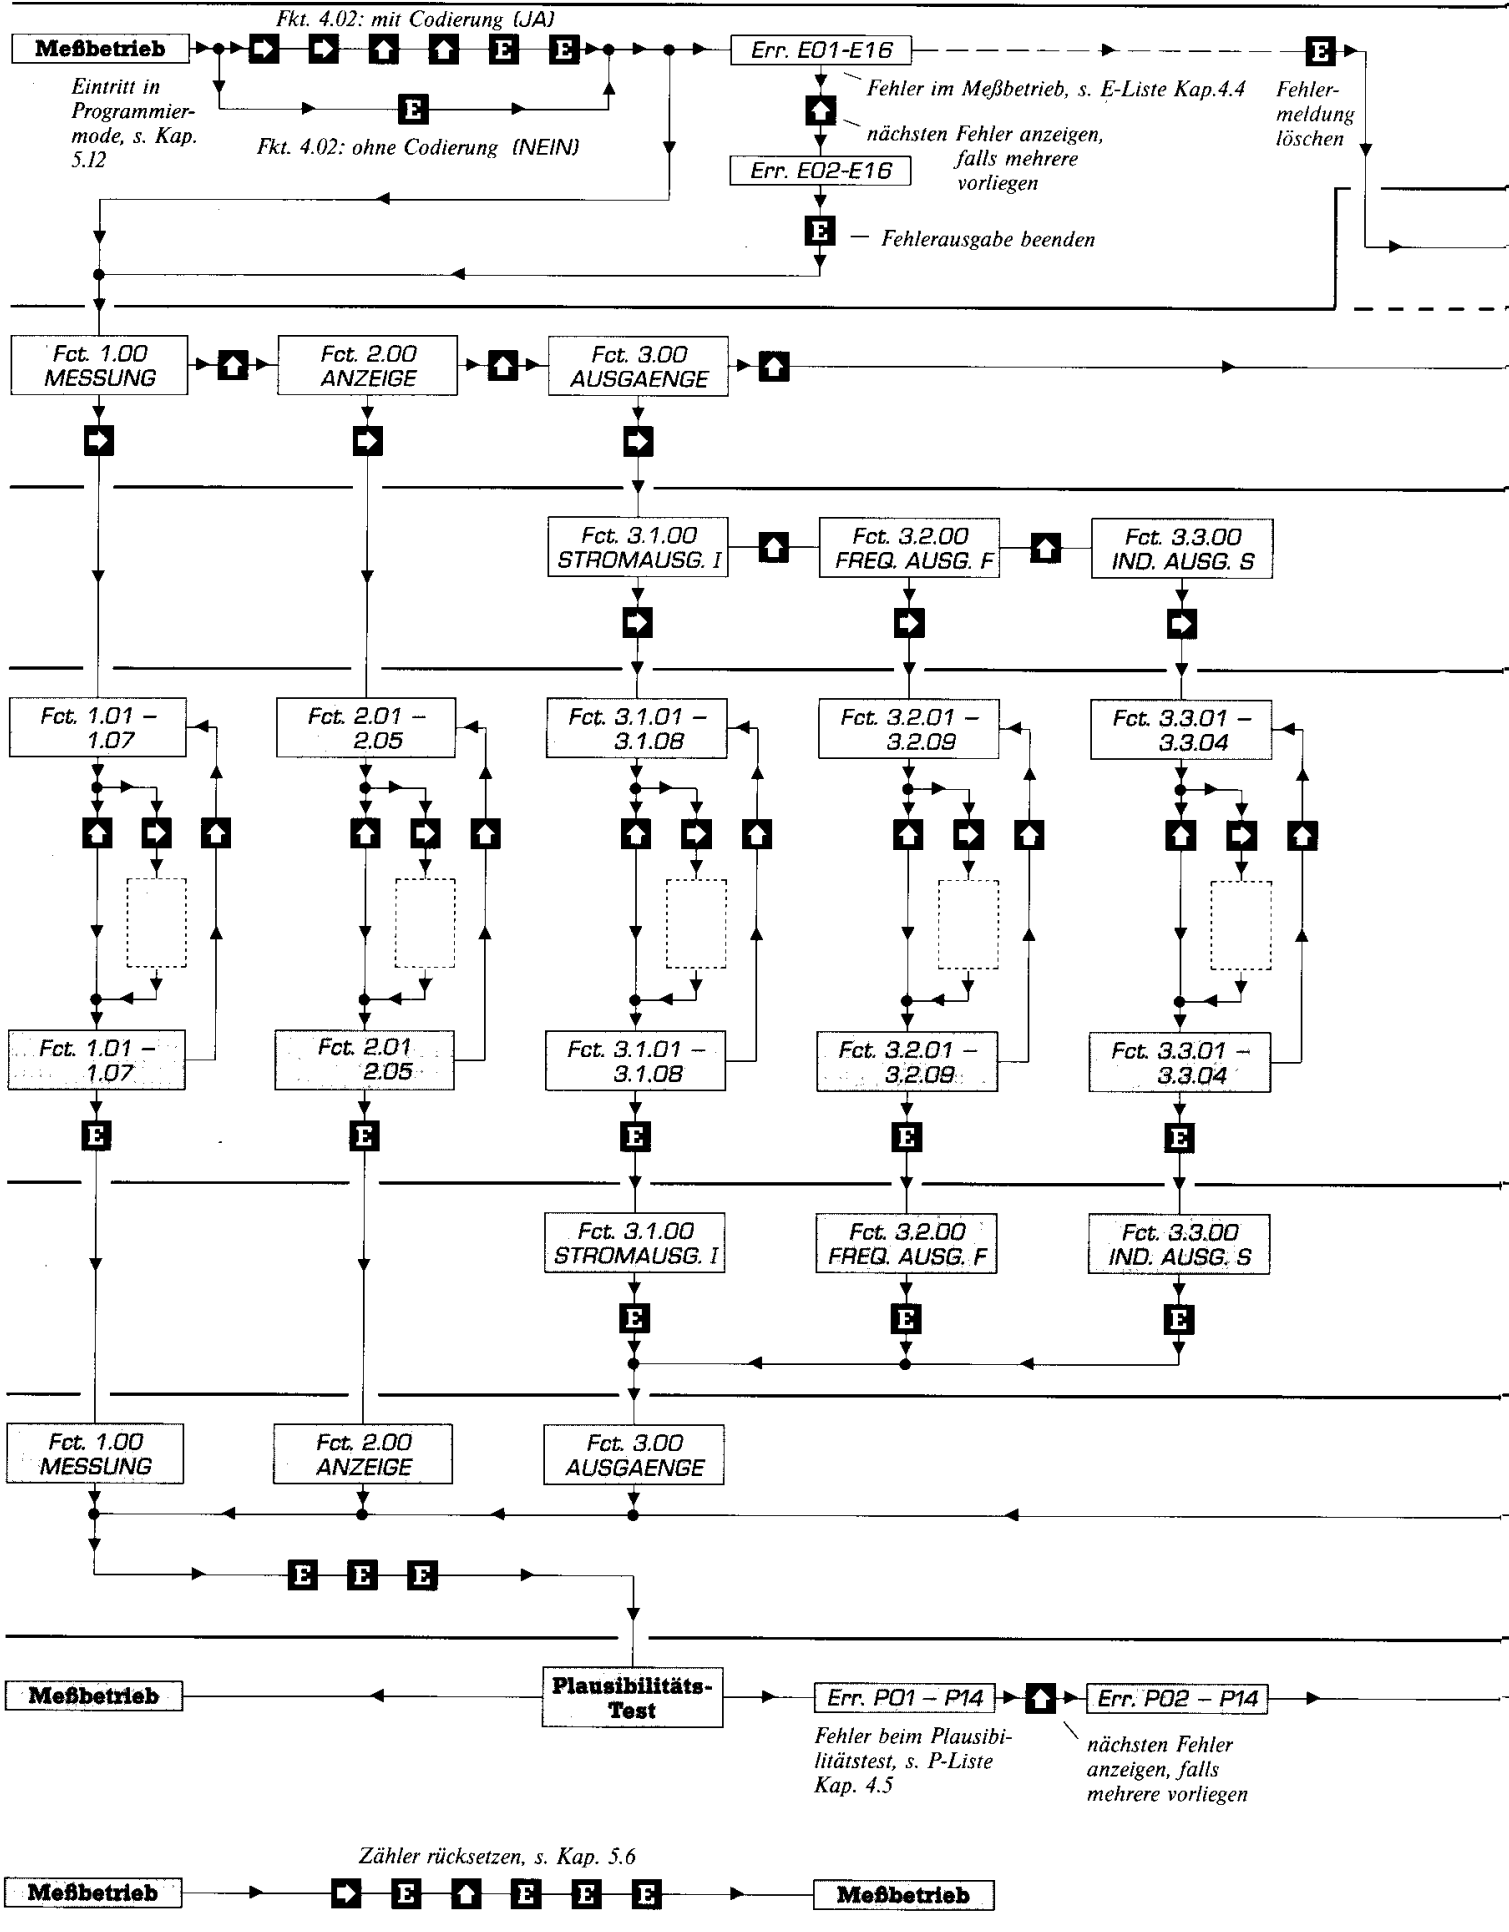 Fkt. 4.02: mit Codierung (JA)
Meßbetrieb
E
E
Err. E01-E16
E
Eintritt in
Programmier-
mode, s. Kap.
5.12
E
Fkt. 4.02: ohne Codierung (NEIN)
Fehler im Meßbetrieb, s. E-Liste Kap.4.4
Fehler-
meldung
löschen
nächsten Fehler anzeigen,
falls mehrere
vorliegen
Err. E02-E16
E
— Fehlerausgabe beenden
Fct. 1.00
MESSUNG
Fct. 2.00
ANZEIGE
Fct. 3.00
AUSGAENGE
Fct. 3.1.00
STROMAUSG. I
Fct. 3.2.00
FREQ. AUSG. F
Fct. 3.3.00
IND. AUSG. S
Fct. 1.01 –
1.07
Fct. 2.01 –
2.05
Fct. 3.1.01 –
3.1.08
Fct. 3.2.01 –
3.2.09
Fct. 3.3.01 –
3.3.04
Fct. 1.01 –
1.07
Fct. 2.01
2.05
Fct. 3.1.01 –
3.1.08
Fct. 3.2.01 –
3.2.09
Fct. 3.3.01 –
3.3.04
E
E
E
E
E
Fct. 3.1.00
STROMAUSG. I
Fct. 3.2.00
FREQ. AUSG. F
Fct. 3.3.00
IND. AUSG. S
E
E
E
Fct. 1.00
MESSUNG
Fct. 2.00
ANZEIGE
Fct. 3.00
AUSGAENGE
E
E
E
Meßbetrieb
Plausibilitäts-
Test
Err. P01 – P14
Err. P02 – P14
Fehler beim Plausibi-
litätstest, s. P-Liste
Kap. 4.5
nächsten Fehler
anzeigen, falls
mehrere vorliegen
Zähler rücksetzen, s. Kap. 5.6
Meßbetrieb
E
E
E
E
Meßbetrieb